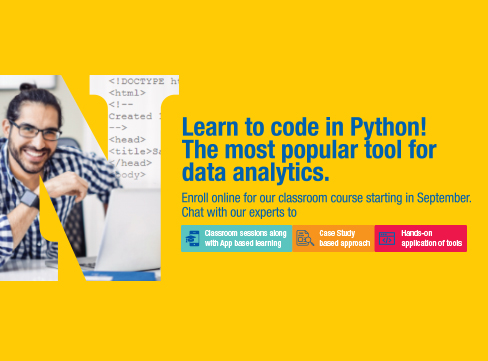 <!DOCTYPE h
<html>
<!--
Created
-->
<head>
<title>Sa
/head>
body>
Learn to code in Python!
The most popular tool for
data analytics.
Enroll online for our classroom course starting in September.
Chat with our experts to
Classroom sessions along
with App based learning
Case Study
based approach
Hands-on
application of tools